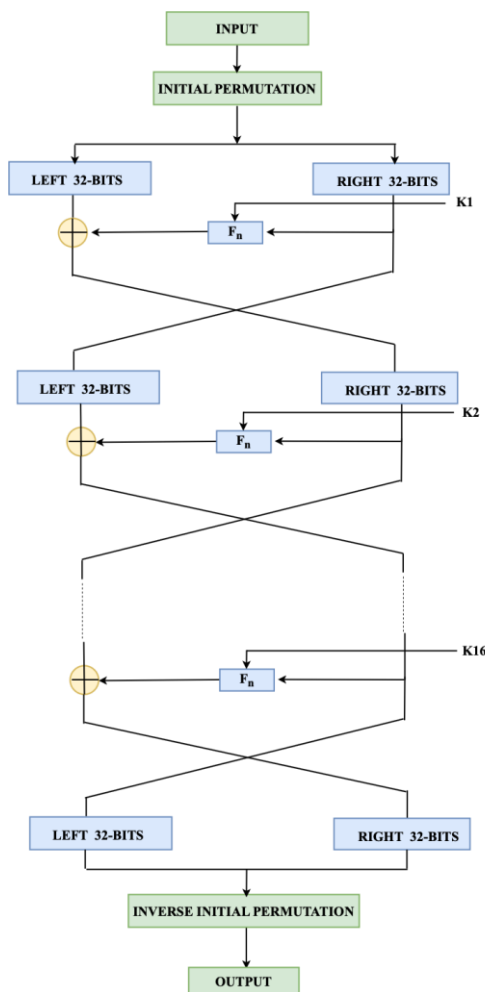 INPUT
INITIAL PERMUTATION
LEFT 32-BITS
RIGHT 32-BITS
K1
Fn
LEFT 32-BITS
RIGHT 32-BITS
K2
Fn
K16
Fn
LEFT 32-BITS
RIGHT 32-BITS
INVERSE INITIAL PERMUTATION
OUTPUT